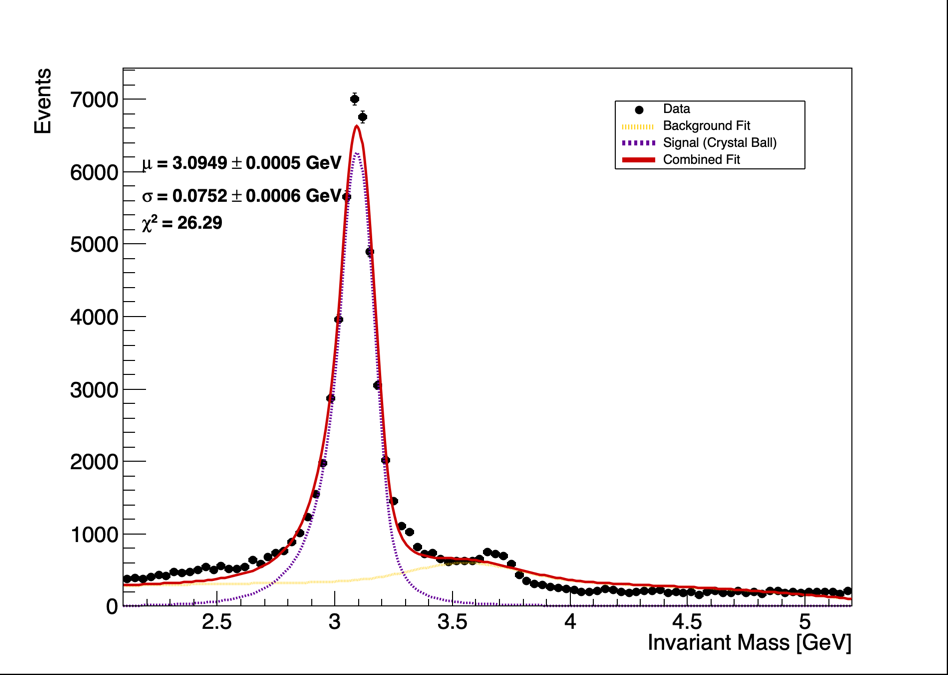 Events
7000
6000
5000
4000
3000
2000
1000
0
μ = 3.0949 ± 0.0005 GeV
σ = 0.0752 ± 0.0006 GeV
χ² = 26.29
Data
Background Fit
Signal (Crystal Ball)
Combined Fit
2.5 3 3.5 4 4.5 5
Invariant Mass [GeV]